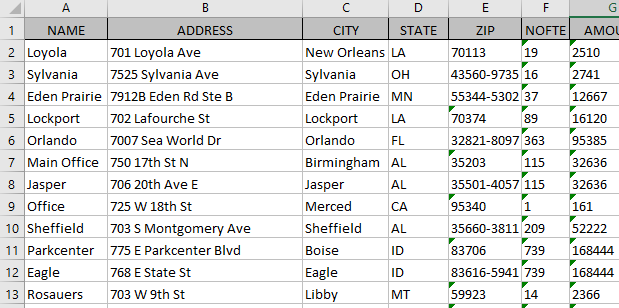 A B C D E F G
1 NAME ADDRESS CITY STATE ZIP NOFTE AMOU
2 Loyola 701 Loyola Ave New Orleans LA 70113 19 2510
3 Sylvania 7525 Sylvania Ave Sylvania OH 43560-9735 16 2741
4 Eden Prairie 7912B Eden Rd Ste B Eden Prairie MN 55344-5302 37 12667
5 Lockport 702 Lafourche St Lockport LA 70374 89 16120
6 Orlando 7007 Sea World Dr Orlando FL 32821-8097 363 95385
7 Main Office 750 17th St N Birmingham AL 35203 115 32636
8 Jasper 706 20th Ave E Jasper AL 35501-4057 115 32636
9 Office 725 W 18th St Merced CA 95340 1 161
10 Sheffield 703 S Montgomery Ave Sheffield AL 35660-3811 209 52222
11 Parkcenter 775 E Parkcenter Blvd Boise ID 83706 739 168444
12 Eagle 768 E State St Eagle ID 83616-5941 739 168444
13 Rosauers 703 W 9th St Libby MT 59923 14 2366